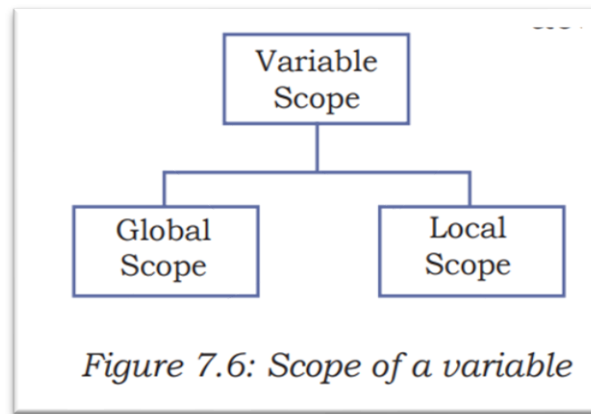 Variable
Scope
Global
Scope
Local
Scope
Figure 7.6: Scope of a variable